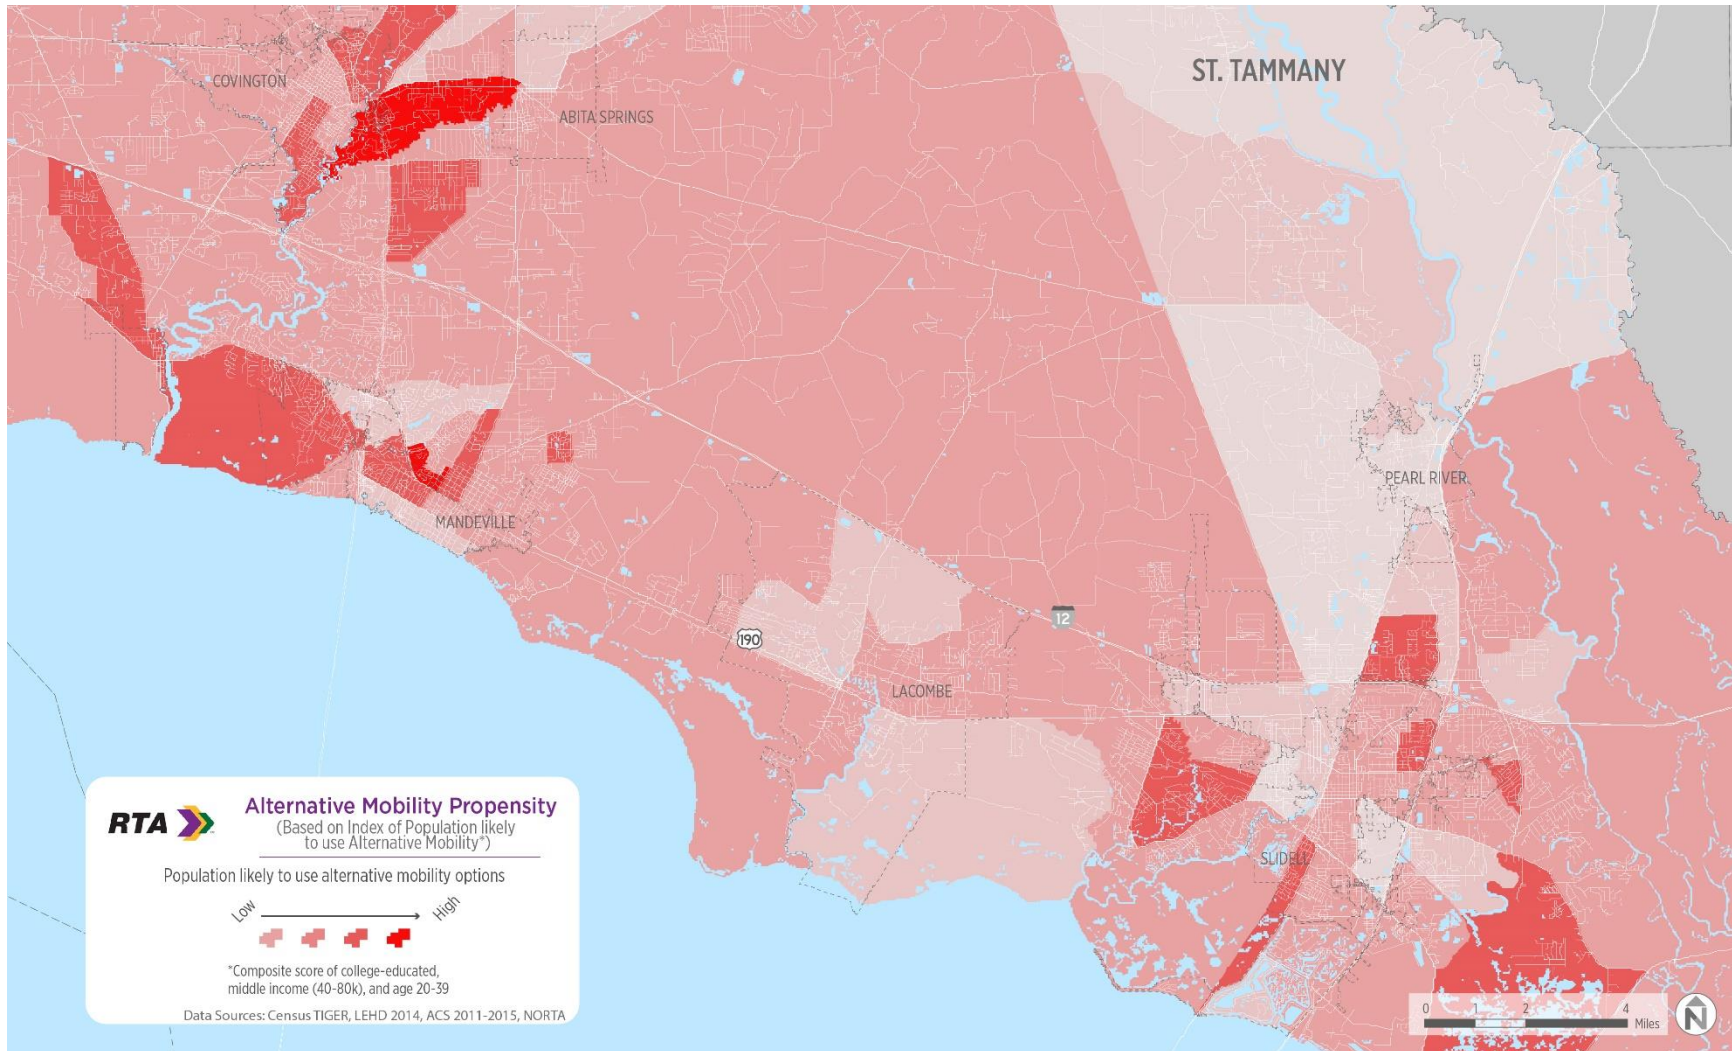 ST. TAMMANY
COVINGTON
ABITA SPRINGS
PEARL RIVER
MANDEVILLE
12
190
LACOMBE
SLIDELL
RTA
Alternative Mobility Propensity
(Based on Index of Population likely
to use Alternative Mobility*)
Population likely to use alternative mobility options
Low
High
*Composite score of college-educated,
middle income (40-80k), and age 20-39
Data Sources: Census TIGER, LEHD 2014, ACS 2011-2015, NORTA
0 1 2 4
Miles
N